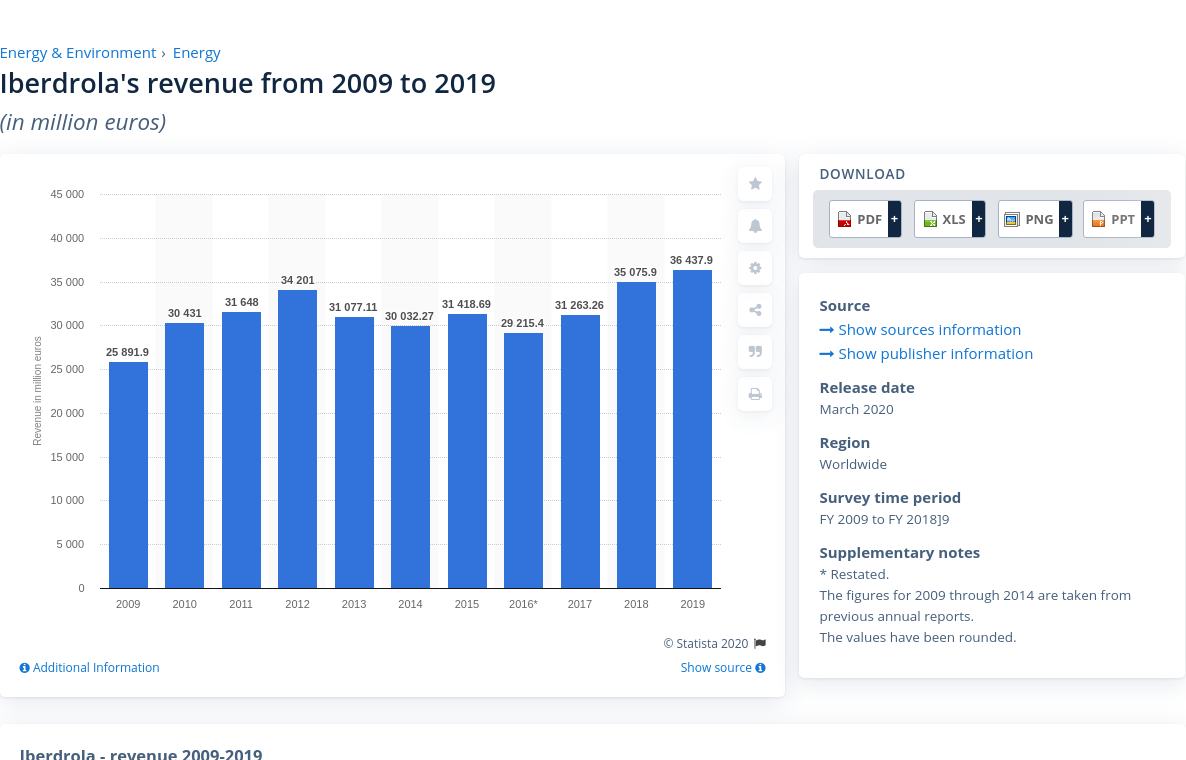 Energy & Environment › Energy
Iberdrola's revenue from 2009 to 2019
(in million euros)
45 000
40 000
35 000
30 000
25 000
20 000
15 000
10 000
5 000
0
Revenue in million euros
25 891.9
30 431
31 648
34 201
31 077.11
30 032.27
31 418.69
29 215.4
31 263.26
35 075.9
36 437.9
2009 2010 2011 2012 2013 2014 2015 2016* 2017 2018 2019
© Statista 2020
Additional Information
Show source
DOWNLOAD
PDF + XLS + PNG + PPT +
Source
Show sources information
Show publisher information
Release date
March 2020
Region
Worldwide
Survey time period
FY 2009 to FY 2018]9
Supplementary notes
* Restated.
The figures for 2009 through 2014 are taken from
previous annual reports.
The values have been rounded.
Iberdrola - revenue 2009-2019